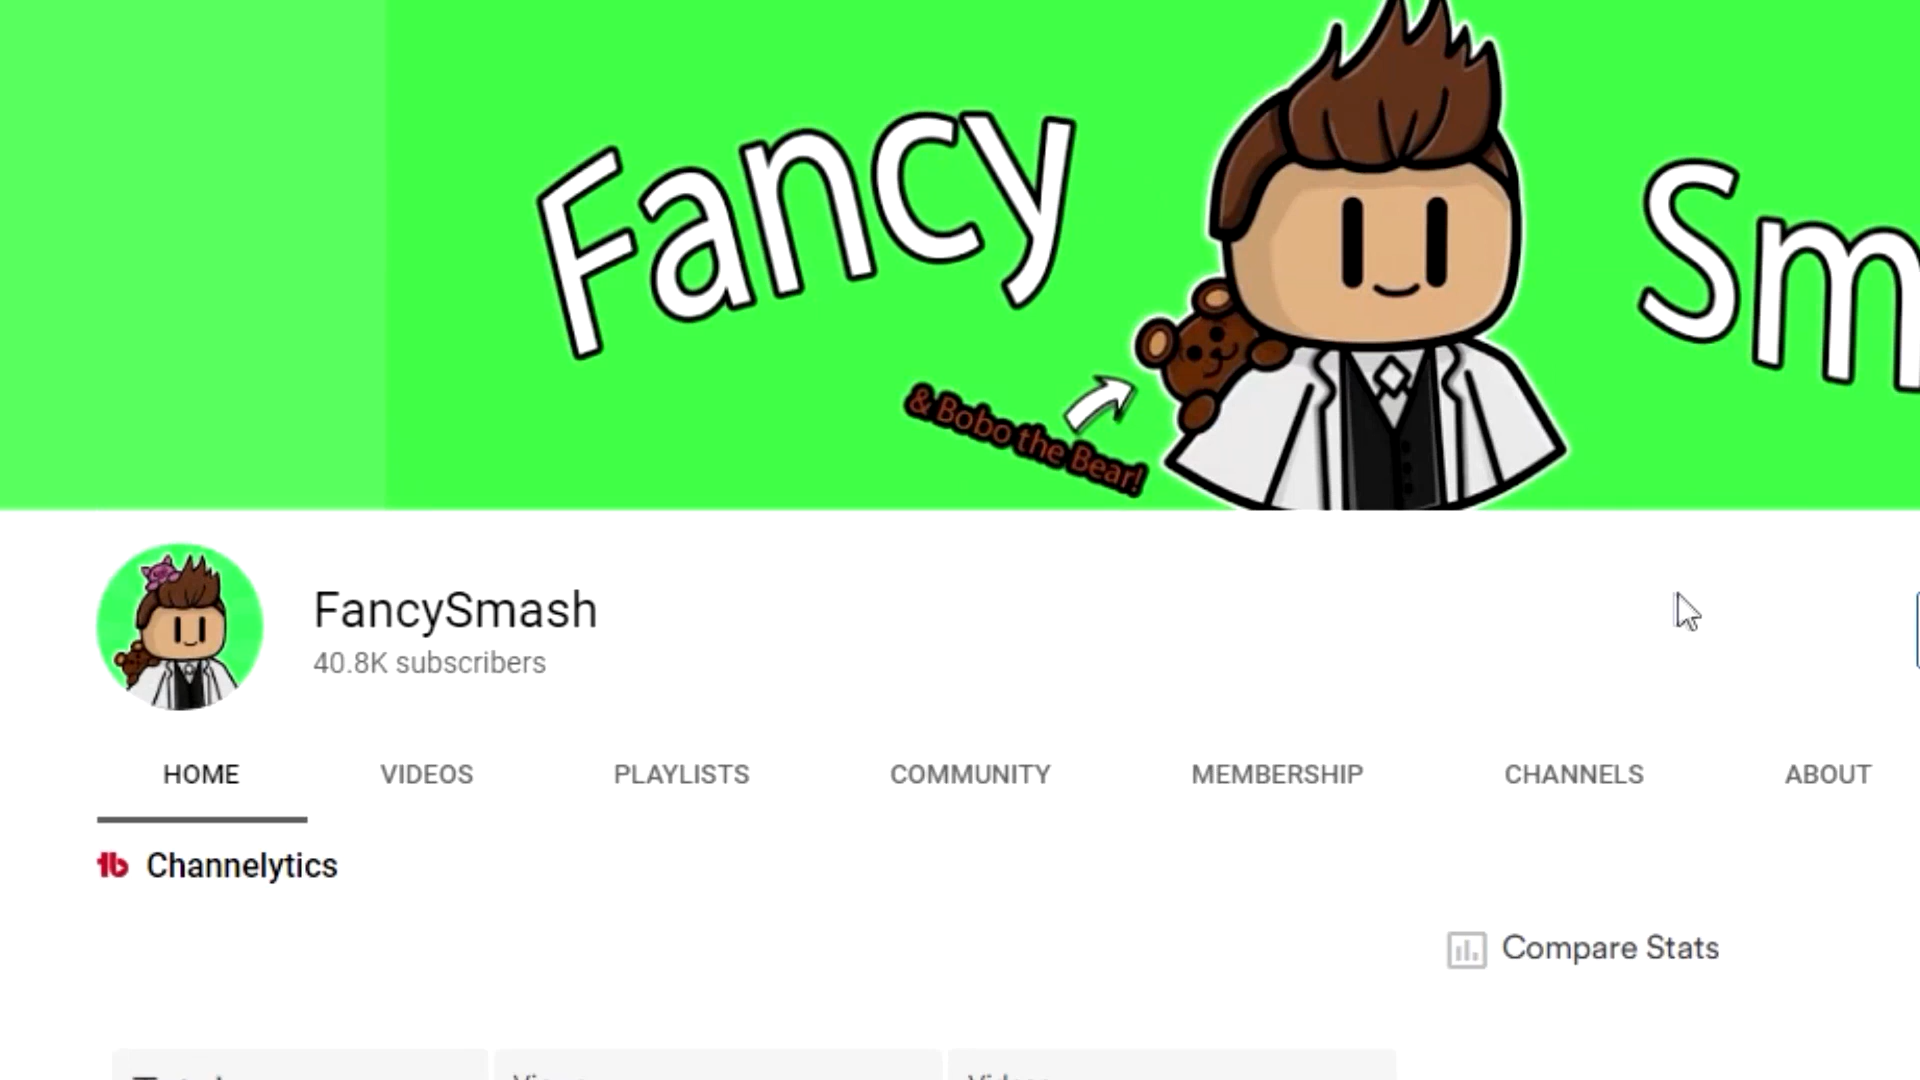 Fancy
Sm
& Bobo the Bear!
FancySmash
40.8K subscribers
HOME
VIDEOS
PLAYLISTS
COMMUNITY
MEMBERSHIP
CHANNELS
ABOUT
tb Channelytics
Compare Stats